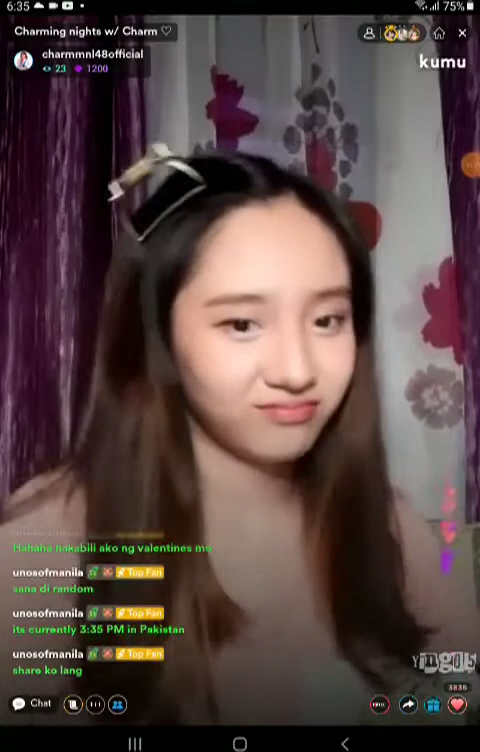 6:35
75%
Charming nights w/ Charm ♡
charmmnl48official
23 1200
kumu
Hahaha nakabili ako ng valentines mo
unosofmanila Top Fan
sana di random
unosofmanila Top Fan
its currently 3:35 PM in Pakistan
unosofmanila Top Fan
share ko lang
3835
Chat